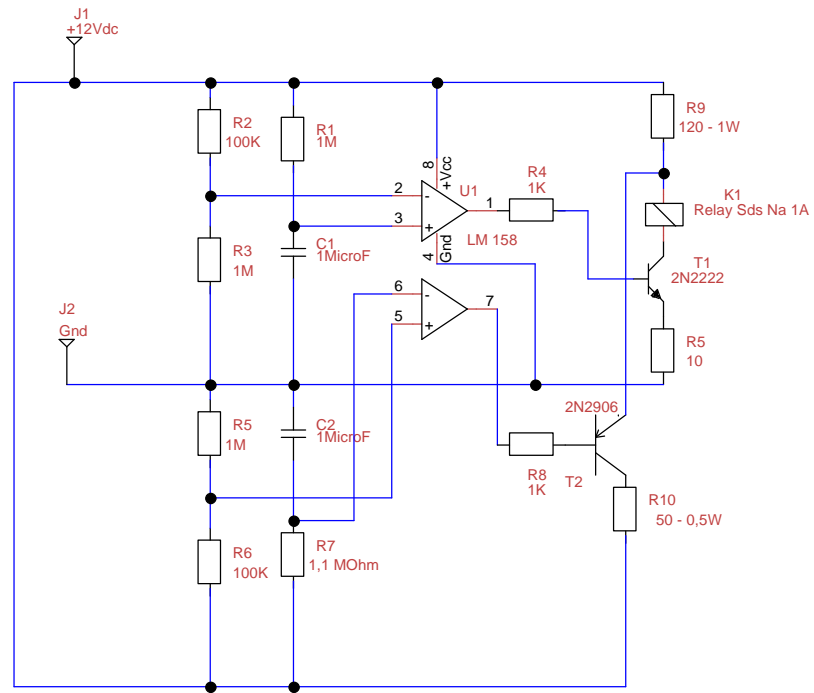 J1
+12Vdc
R2
100K
R1
1M
R9
120 - 1W
8
+Vcc
2
-
U1
R4
1K
K1
Relay Sds Na 1A
3
+
1
LM 158
4
Gnd
R3
1M
C1
1MicroF
T1
2N2222
6
-
5
+
7
J2
Gnd
R5
10
R5
1M
C2
1MicroF
2N2906
R8
1K
T2
R10
50 - 0,5W
R6
100K
R7
1,1 MOhm